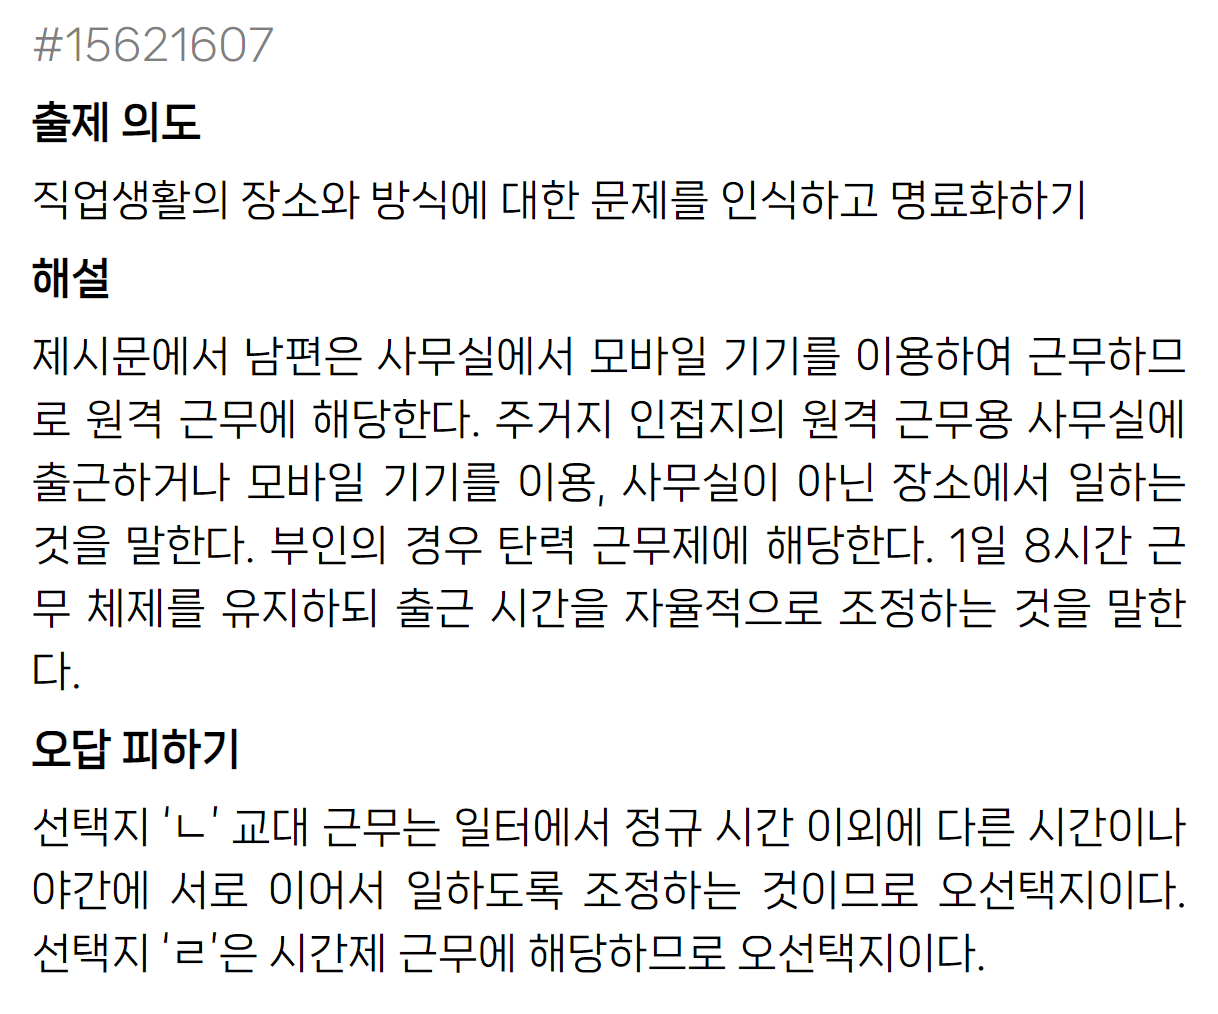 #15621607
출제 의도
직업생활의 장소와 방식에 대한 문제를 인식하고 명료화하기
해설
제시문에서 남편은 사무실에서 모바일 기기를 이용하여 근무하므
로 원격 근무에 해당한다. 주거지 인접지의 원격 근무용 사무실에
출근하거나 모바일 기기를 이용, 사무실이 아닌 장소에서 일하는
것을 말한다. 부인의 경우 탄력 근무제에 해당한다. 1일 8시간 근
무 체제를 유지하되 출근 시간을 자율적으로 조정하는 것을 말한
다.
오답 피하기
선택지 ‘ㄴ’ 교대 근무는 일터에서 정규 시간 이외에 다른 시간이나
야간에 서로 이어서 일하도록 조정하는 것이므로 오선택지이다.
선택지 ‘ㄹ’은 시간제 근무에 해당하므로 오선택지이다.